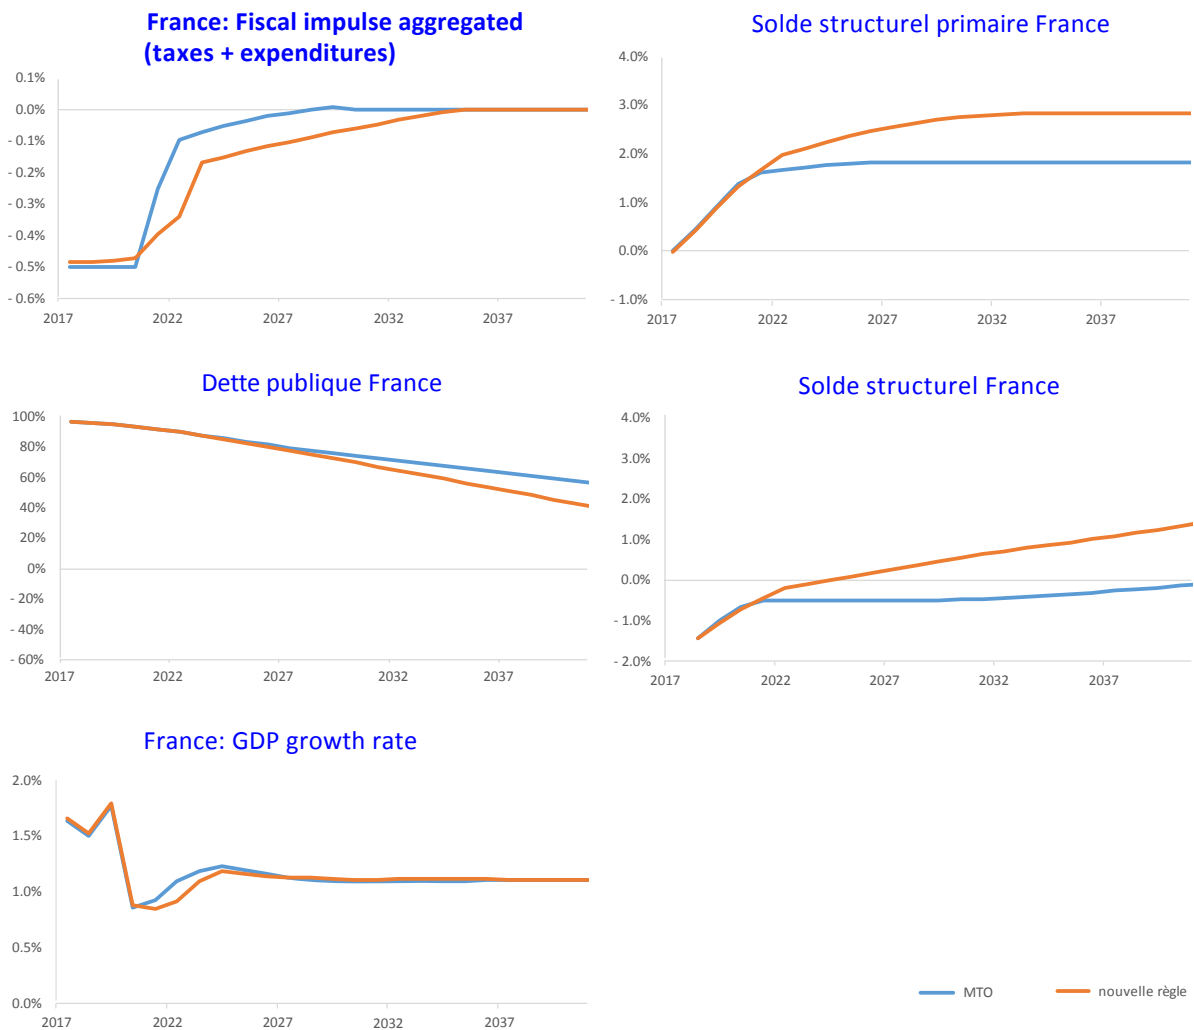 France: Fiscal impulse aggregated
(taxes + expenditures)
0.1%
0.0%
- 0.1%
- 0.2%
- 0.3%
- 0.4%
- 0.5%
- 0.6%
2017 2022 2027 2032 2037
Solde structurel primaire France
4.0%
3.0%
2.0%
1.0%
0.0%
- 1.0%
2017 2022 2027 2032 2037
Dette publique France
100%
80%
60%
40%
20%
0%
- 20%
- 40%
- 60%
2017 2022 2027 2032 2037
Solde structurel France
4.0%
3.0%
2.0%
1.0%
0.0%
- 1.0%
- 2.0%
2017 2022 2027 2032 2037
France: GDP growth rate
2.0%
1.5%
1.0%
0.5%
0.0%
2017 2022 2027 2032 2037
MTO nouvelle règle